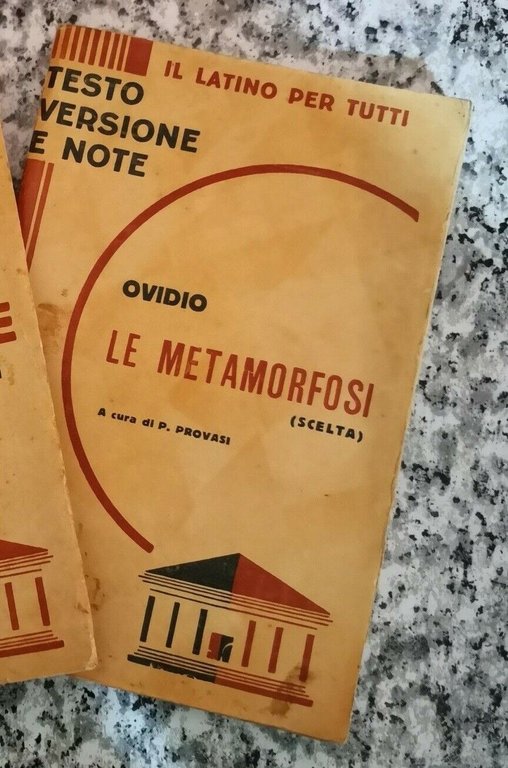 IL LATINO PER TUTTI
TESTO
VERSIONE
E NOTE
OVIDIO
LE METAMORFOSI
(SCELTA)
A cura di P. PROVASI
E